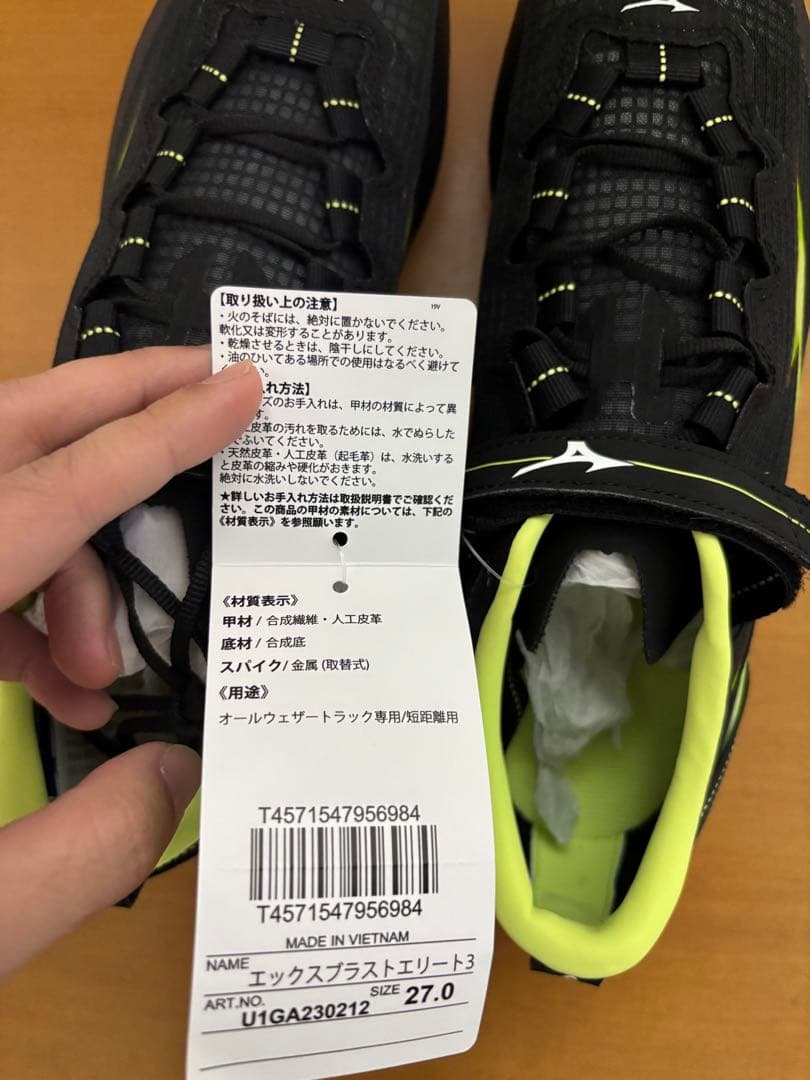 【取り扱い上の注意】
19V
・火のそばには、絶対に置かないでください。
軟化又は変形することがあります。
・乾燥させるときは、陰干しにしてください。
・油のひいてある場所での使用はなるべく避けて
い。
入れ方法】
ズのお手入れは、甲材の材質によって異
す。
工皮革の汚れを取るためには、水でぬらした
でふいてください。
・天然皮革・人工皮革（起毛革）は、水洗いする
と皮革の縮みや硬化がおきます。
絶対に水洗いしないでください。
★詳しいお手入れ方法は取扱説明書でご確認くだ
さい。この商品の甲材の素材については、下記の
《材質表示》を参照願います。
《材質表示》
甲材 / 合成繊維・人工皮革
底材 / 合成底
スパイク / 金属 (取替式)
《用途》
オールウェザートラック専用/短距離用
T4571547956984
T4571547956984
MADE IN VIETNAM
NAME エックスブラストエリート3
ART.NO. U1GA230212 SIZE 27.0